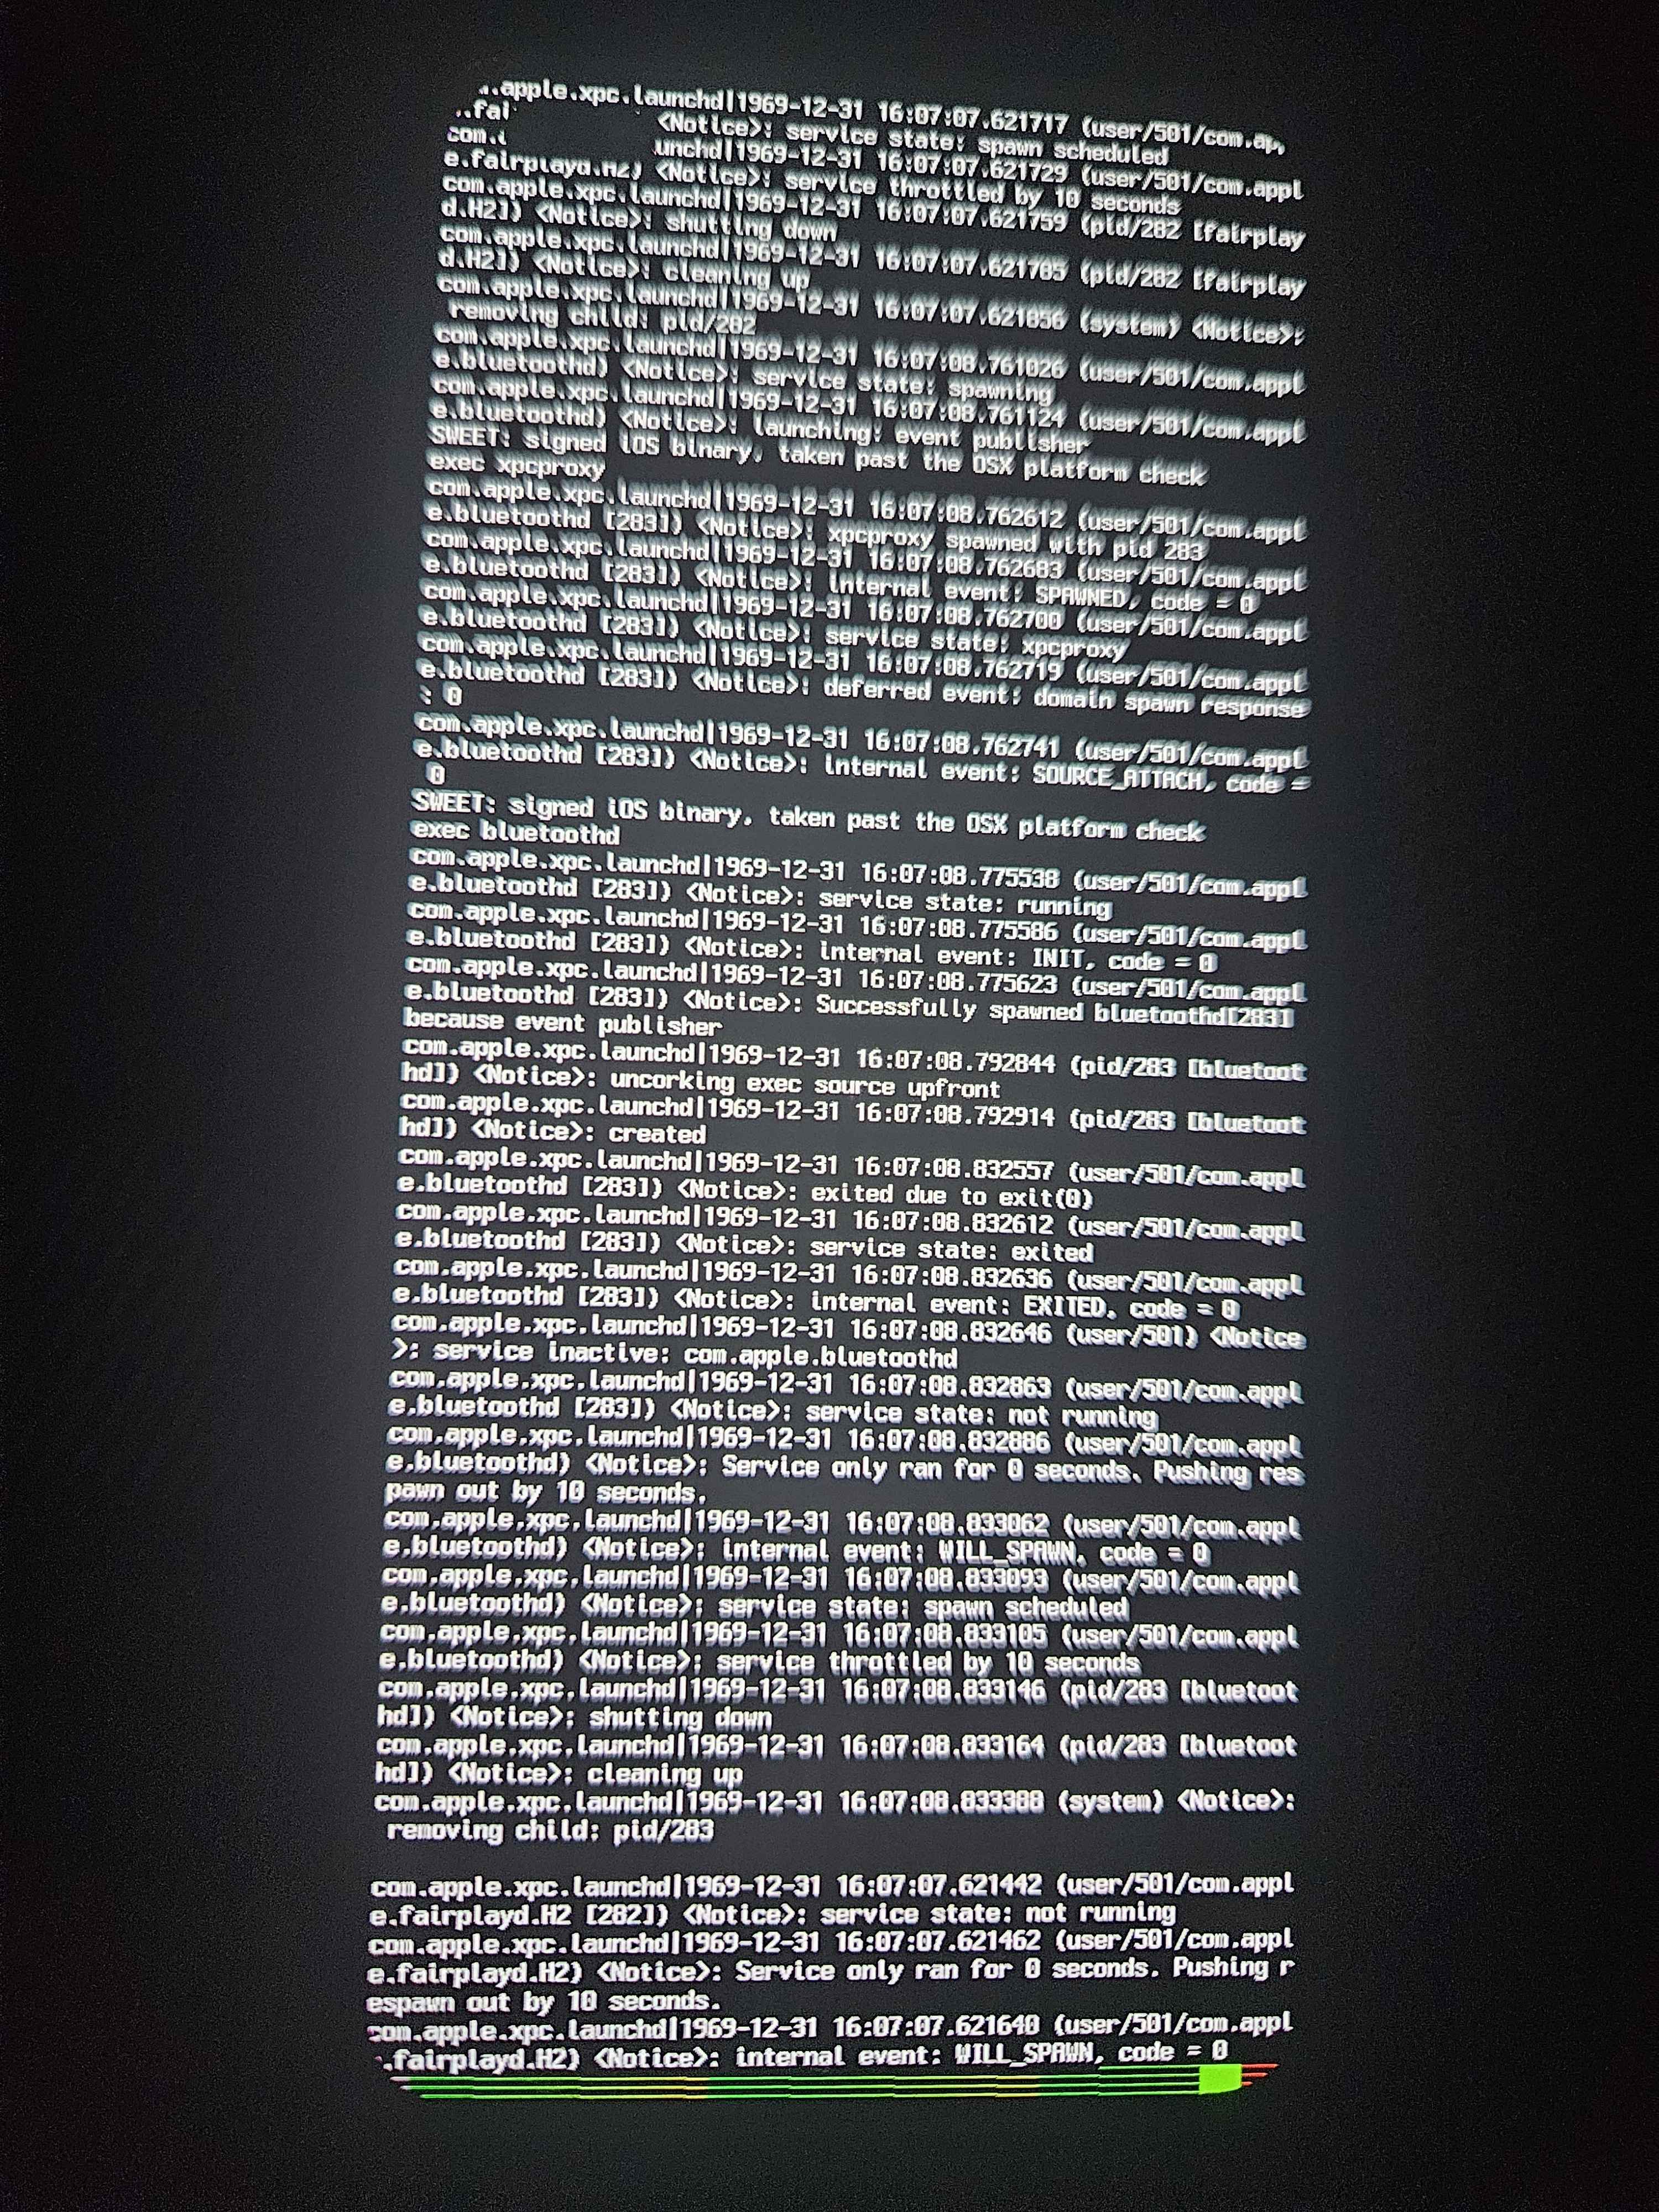 .apple.xpc.launchd|1969-12-31 16:07:07.621717 (user/501/com.ap
.fai <Notice>: service state: spawn scheduled
com. unchd|1969-12-31 16:07:07.621729 (user/501/com.appl
e.fairplayd.H2) <Notice>: service throttled by 10 seconds
com.apple.xpc.launchd|1969-12-31 16:07:07.621759 (pid/282 [fairplay
d.H2]) <Notice>: shutting down
com.apple.xpc.launchd|1969-12-31 16:07:07.621785 (pid/282 [fairplay
d.H2]) <Notice>: cleaning up
com.apple.xpc.launchd|1969-12-31 16:07:07.621856 (system) <Notice>:
removing child: pid/282
com.apple.xpc.launchd|1969-12-31 16:07:08.761026 (user/501/com.appl
e.bluetoothd) <Notice>: service state: spawning
com.apple.xpc.launchd|1969-12-31 16:07:08.761124 (user/501/com.appl
e.bluetoothd) <Notice>: launching: event publisher
SWEET: signed iOS binary, taken past the OSX platform check
exec xpcproxy
com.apple.xpc.launchd|1969-12-31 16:07:08.762612 (user/501/com.appl
e.bluetoothd [283]) <Notice>: xpcproxy spawned with pid 283
com.apple.xpc.launchd|1969-12-31 16:07:08.762683 (user/501/com.appl
e.bluetoothd [283]) <Notice>: internal event: SPAWNED, code = 0
com.apple.xpc.launchd|1969-12-31 16:07:08.762700 (user/501/com.appl
e.bluetoothd [283]) <Notice>: service state: xpcproxy
com.apple.xpc.launchd|1969-12-31 16:07:08.762719 (user/501/com.appl
e.bluetoothd [283]) <Notice>: deferred event: domain spawn response
: 0
com.apple.xpc.launchd|1969-12-31 16:07:08.762741 (user/501/com.appl
e.bluetoothd [283]) <Notice>: internal event: SOURCE_ATTACH, code =
0
SWEET: signed iOS binary, taken past the OSX platform check
exec bluetoothd
com.apple.xpc.launchd|1969-12-31 16:07:08.775538 (user/501/com.appl
e.bluetoothd [283]) <Notice>: service state: running
com.apple.xpc.launchd|1969-12-31 16:07:08.775586 (user/501/com.appl
e.bluetoothd [283]) <Notice>: internal event: INIT, code = 0
com.apple.xpc.launchd|1969-12-31 16:07:08.775623 (user/501/com.appl
e.bluetoothd [283]) <Notice>: Successfully spawned bluetoothd[283]
because event publisher
com.apple.xpc.launchd|1969-12-31 16:07:08.792844 (pid/283 [bluetoot
hd]) <Notice>: uncorking exec source upfront
com.apple.xpc.launchd|1969-12-31 16:07:08.792914 (pid/283 [bluetoot
hd]) <Notice>: created
com.apple.xpc.launchd|1969-12-31 16:07:08.832557 (user/501/com.appl
e.bluetoothd [283]) <Notice>: exited due to exit(0)
com.apple.xpc.launchd|1969-12-31 16:07:08.832612 (user/501/com.appl
e.bluetoothd [283]) <Notice>: service state: exited
com.apple.xpc.launchd|1969-12-31 16:07:08.832636 (user/501/com.appl
e.bluetoothd [283]) <Notice>: internal event: EXITED, code = 0
com.apple.xpc.launchd|1969-12-31 16:07:08.832646 (user/501) <Notice
>: service inactive: com.apple.bluetoothd
com.apple.xpc.launchd|1969-12-31 16:07:08.832863 (user/501/com.appl
e.bluetoothd [283]) <Notice>: service state: not running
com.apple.xpc.launchd|1969-12-31 16:07:08.832886 (user/501/com.appl
e.bluetoothd) <Notice>: Service only ran for 0 seconds. Pushing res
pawn out by 10 seconds.
com.apple.xpc.launchd|1969-12-31 16:07:08.833062 (user/501/com.appl
e.bluetoothd) <Notice>: internal event: WILL_SPAWN, code = 0
com.apple.xpc.launchd|1969-12-31 16:07:08.833093 (user/501/com.appl
e.bluetoothd) <Notice>: service state: spawn scheduled
com.apple.xpc.launchd|1969-12-31 16:07:08.833105 (user/501/com.appl
e.bluetoothd) <Notice>: service throttled by 10 seconds
com.apple.xpc.launchd|1969-12-31 16:07:08.833146 (pid/283 [bluetoot
hd]) <Notice>: shutting down
com.apple.xpc.launchd|1969-12-31 16:07:08.833164 (pid/283 [bluetoot
hd]) <Notice>: cleaning up
com.apple.xpc.launchd|1969-12-31 16:07:08.833388 (system) <Notice>:
removing child: pid/283
com.apple.xpc.launchd|1969-12-31 16:07:07.621442 (user/501/com.appl
e.fairplayd.H2 [282]) <Notice>: service state: not running
com.apple.xpc.launchd|1969-12-31 16:07:07.621462 (user/501/com.appl
e.fairplayd.H2) <Notice>: Service only ran for 0 seconds. Pushing r
espawn out by 10 seconds.
com.apple.xpc.launchd|1969-12-31 16:07:07.621640 (user/501/com.appl
.fairplayd.H2) <Notice>: internal event: WILL_SPAWN, code = 0